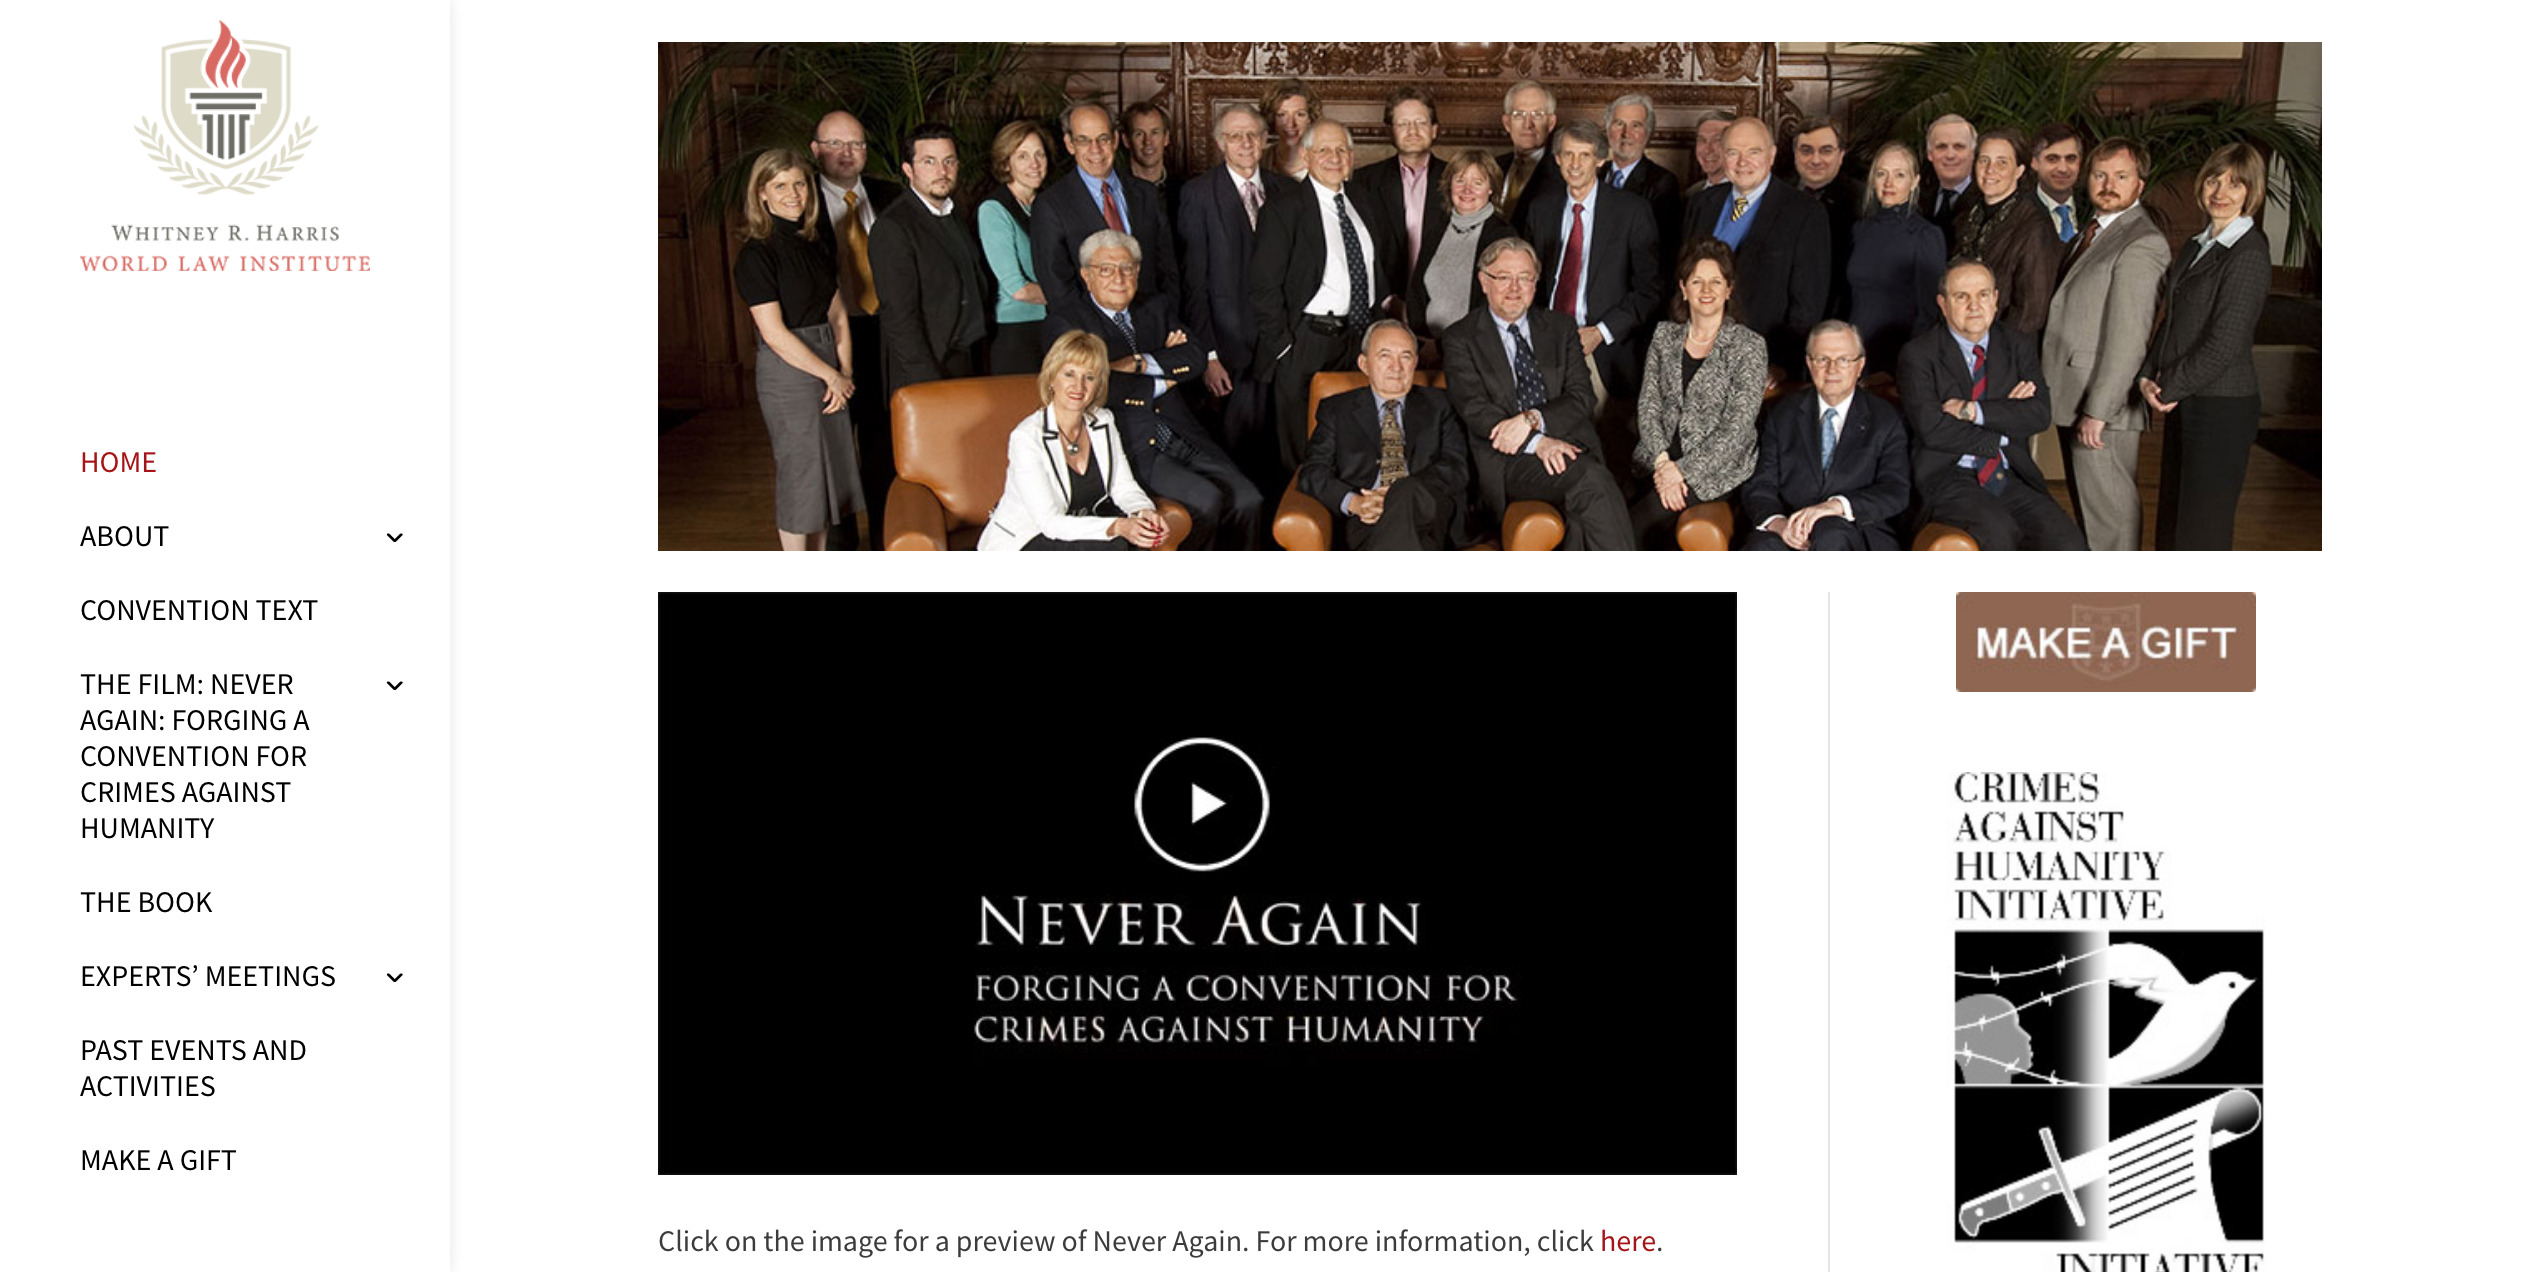 WHITNEY R. HARRIS
WORLD LAW INSTITUTE
HOME
ABOUT
CONVENTION TEXT
THE FILM: NEVER
AGAIN: FORGING A
CONVENTION FOR
CRIMES AGAINST
HUMANITY
THE BOOK
EXPERTS’ MEETINGS
PAST EVENTS AND
ACTIVITIES
MAKE A GIFT
NEVER AGAIN
FORGING A CONVENTION FOR
CRIMES AGAINST HUMANITY
Click on the image for a preview of Never Again. For more information, click here.
MAKE A GIFT
CRIMES
AGAINST
HUMANITY
INITIATIVE
INITIATIVE